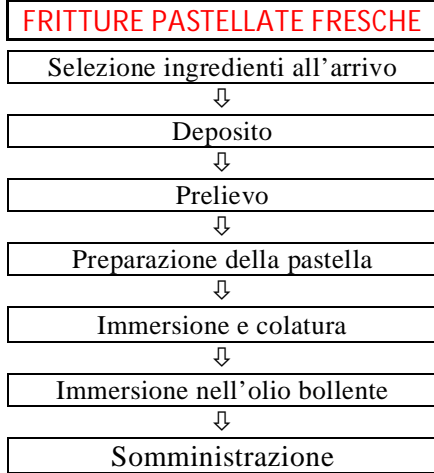 FRITTURE PASTELLATE FRESCHE
Selezione ingredienti all'arrivo
⇩
Deposito
⇩
Prelievo
⇩
Preparazione della pastella
⇩
Immersione e colatura
⇩
Immersione nell'olio bollente
⇩
Somministrazione